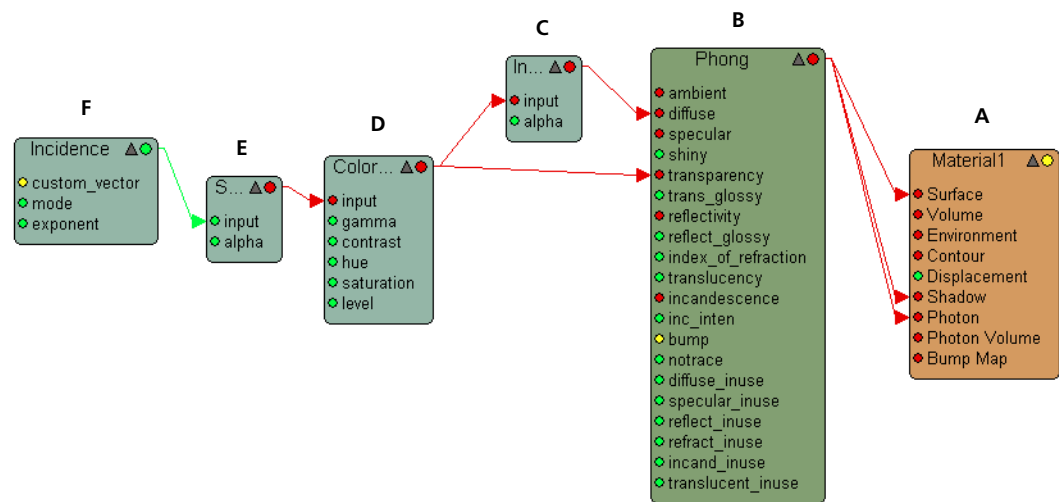 F
Incidence
custom_vector
mode
exponent
E
S...
input
alpha
D
Color...
input
gamma
contrast
hue
saturation
level
C
In...
input
alpha
B
Phong
ambient
diffuse
specular
shiny
transparency
trans_glossy
reflectivity
reflect_glossy
index_of_refraction
translucency
incandescence
inc_inten
bump
notrace
diffuse_inuse
specular_inuse
reflect_inuse
refract_inuse
incand_inuse
translucent_inuse
A
Material1
Surface
Volume
Environment
Contour
Displacement
Shadow
Photon
Photon Volume
Bump Map